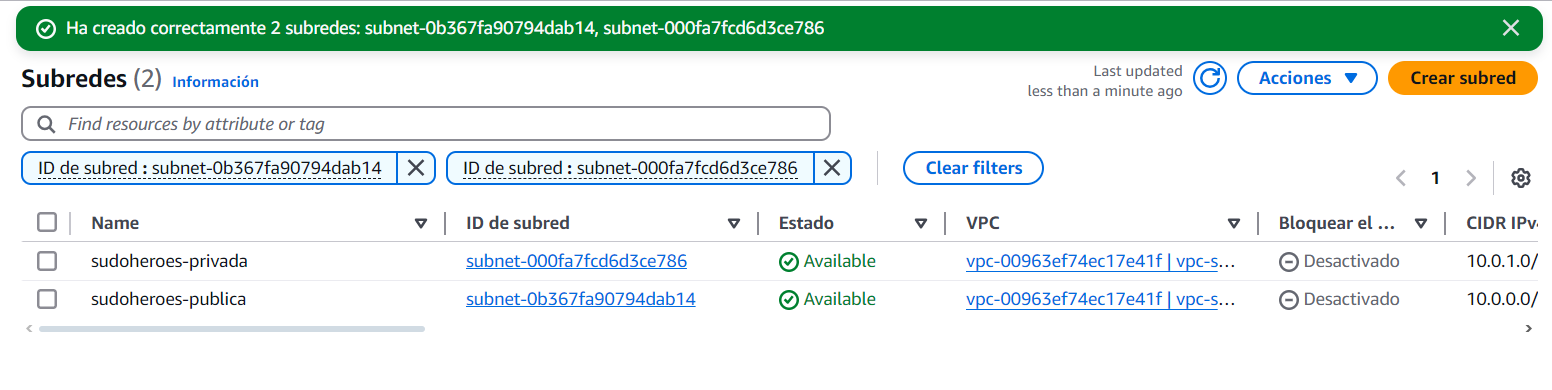 Ha creado correctamente 2 subredes: subnet-0b367fa90794dab14, subnet-000fa7fcd6d3ce786
Subredes (2) Información
Last updated
less than a minute ago
Acciones
Crear subred
Find resources by attribute or tag
ID de subred : subnet-0b367fa90794dab14
ID de subred : subnet-000fa7fcd6d3ce786
Clear filters
1
Name ID de subred Estado VPC Bloquear el ... CIDR IPv4
sudoheroes-privada subnet-000fa7fcd6d3ce786 Available vpc-00963ef74ec17e41f | vpc-s... Desactivado 10.0.1.0/
sudoheroes-publica subnet-0b367fa90794dab14 Available vpc-00963ef74ec17e41f | vpc-s... Desactivado 10.0.0.0/